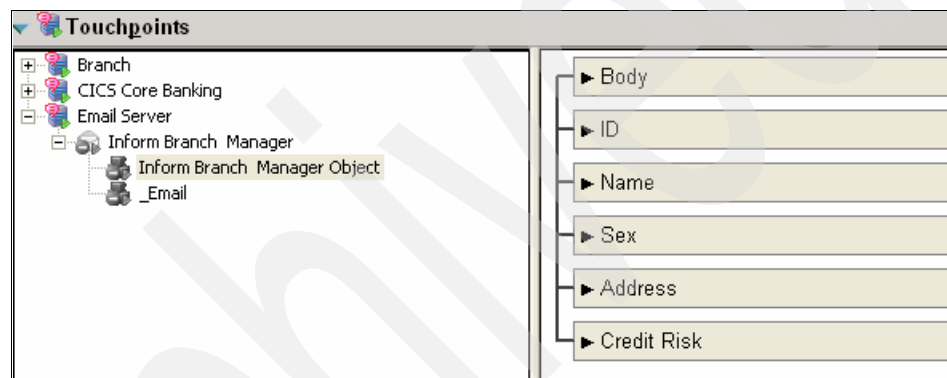 Touchpoints
Branch
CICS Core Banking
Email Server
Inform Branch Manager
Inform Branch Manager Object
_Email
Body
ID
Name
Sex
Address
Credit Risk